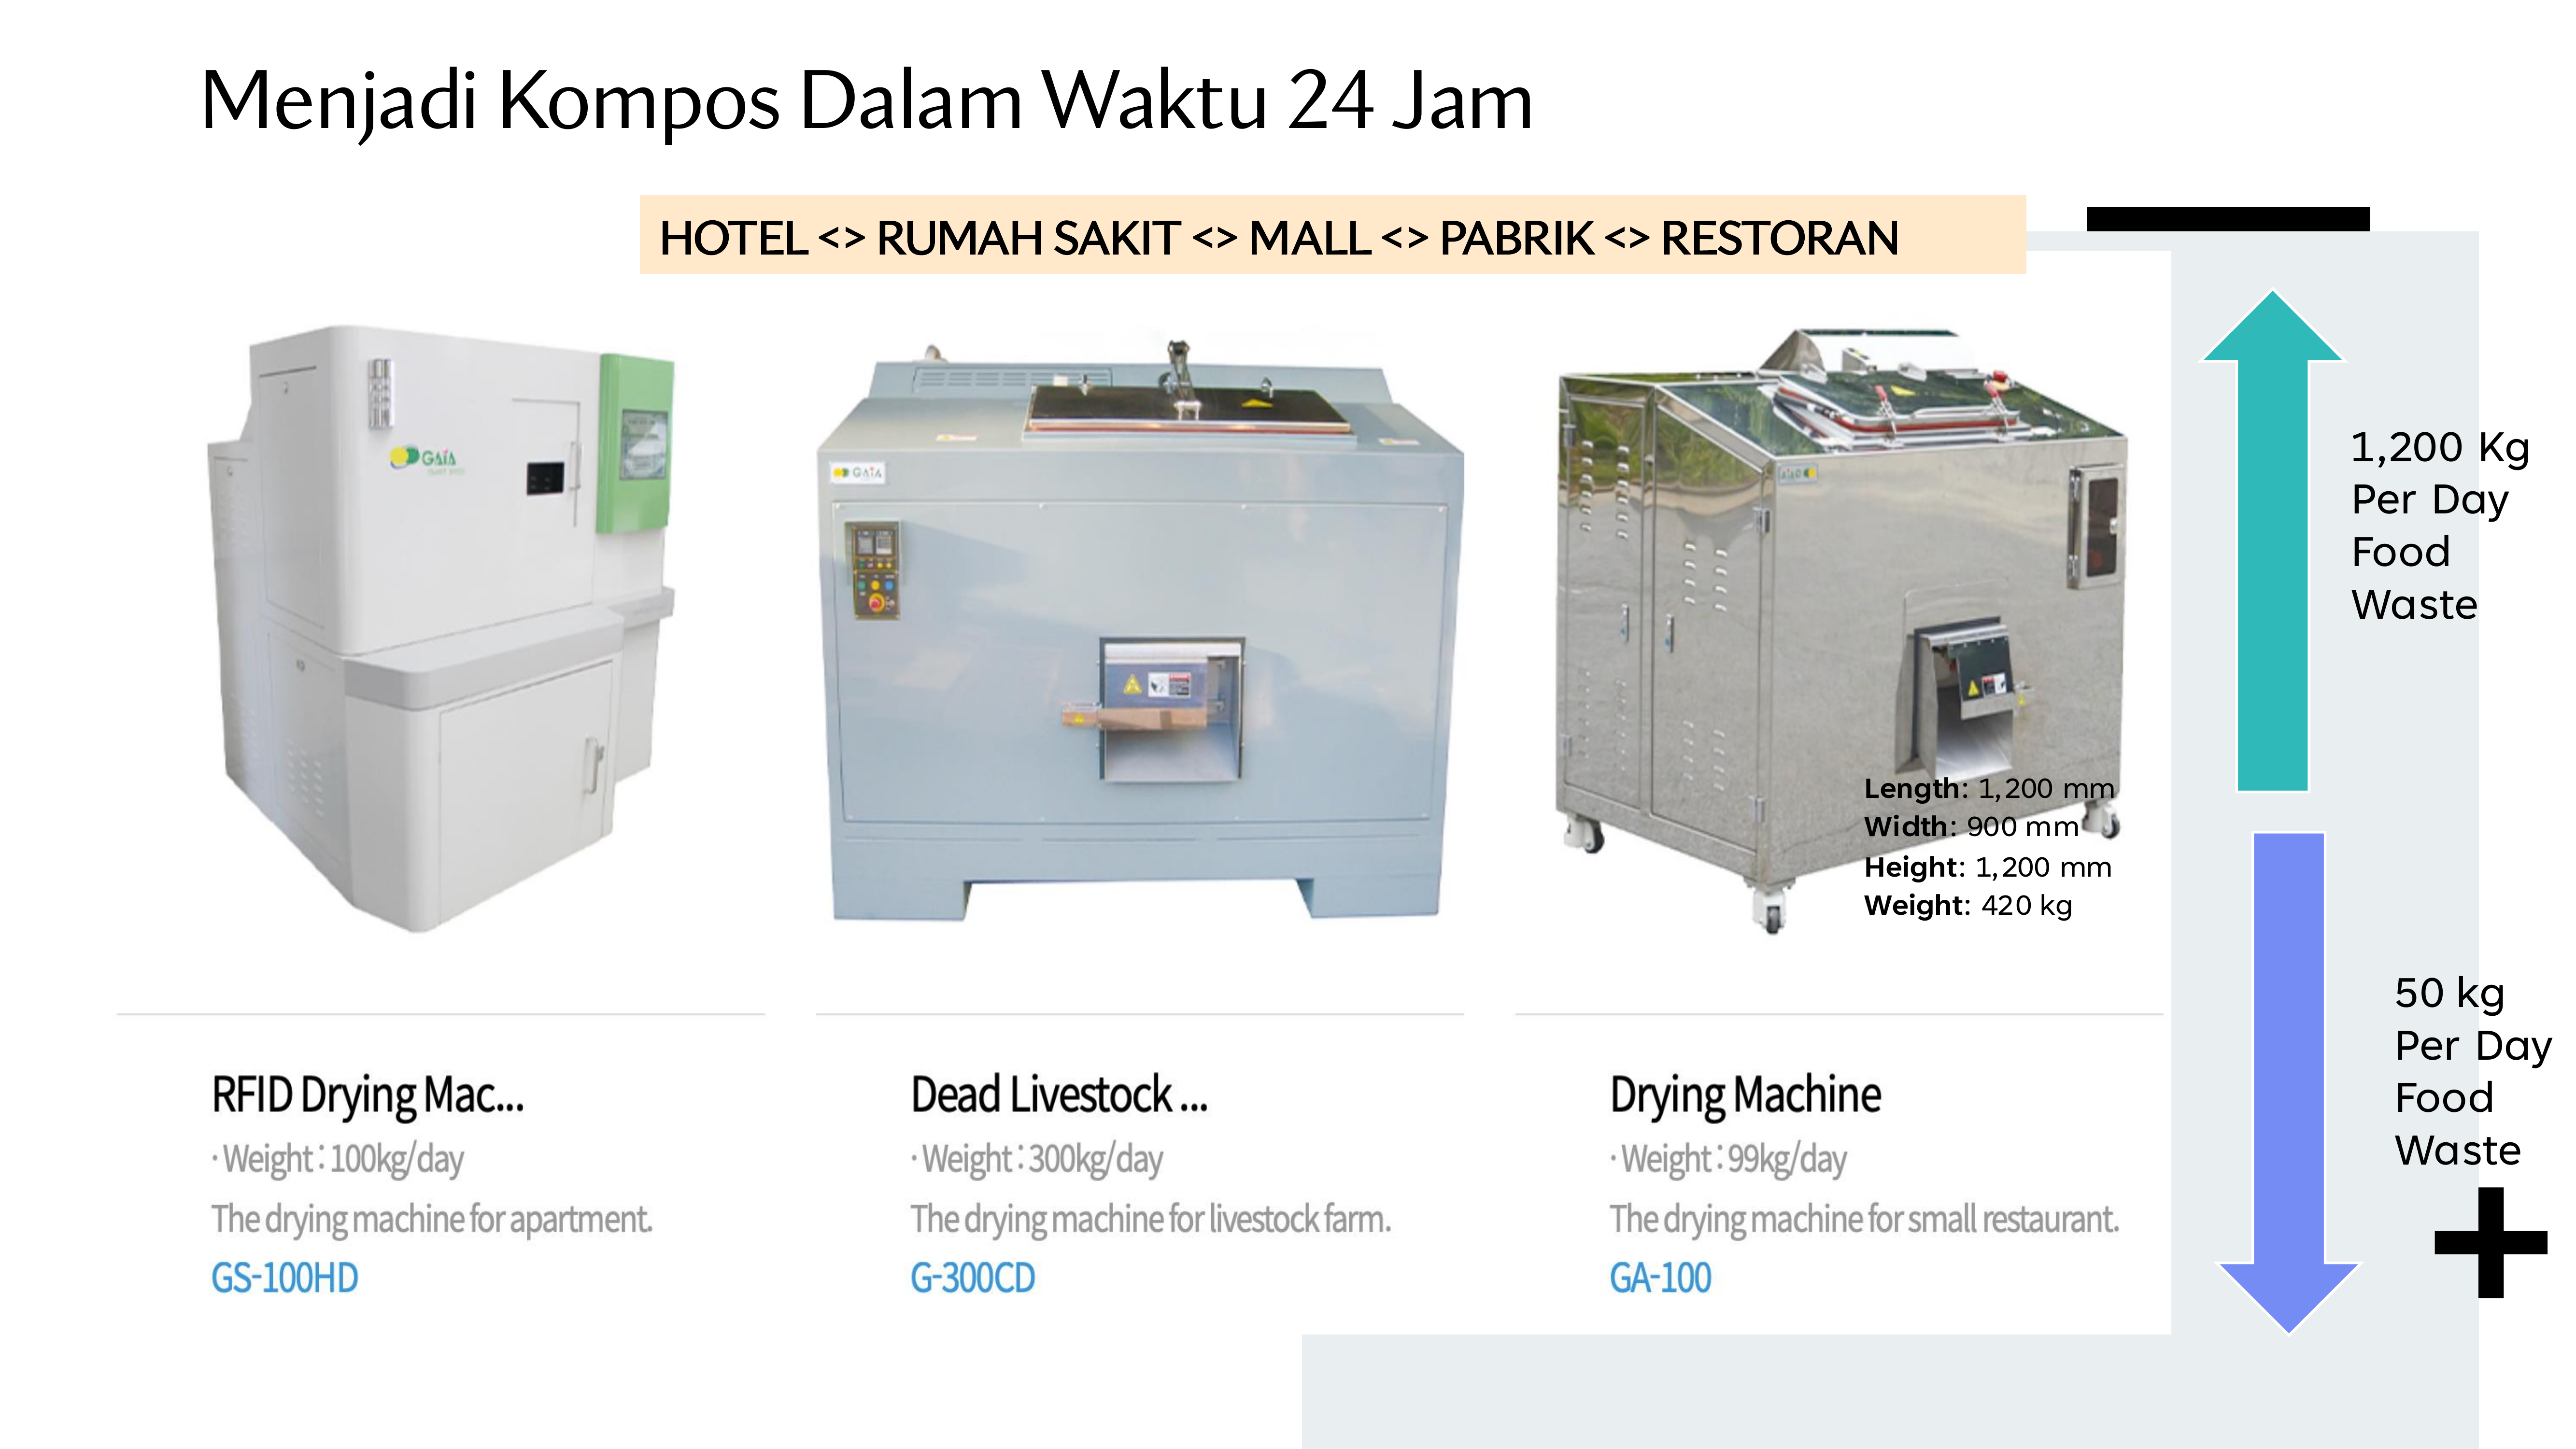 Menjadi Kompos Dalam Waktu 24 Jam
HOTEL <> RUMAH SAKIT <> MALL <> PABRIK <> RESTORAN
GAIA
GAIA
1,200 Kg
Per Day
Food
Waste
Length: 1,200 mm
Width: 900 mm
Height: 1,200 mm
Weight: 420 kg
50 kg
Per Day
Food
Waste
RFID Drying Mac...
· Weight : 100kg/day
The drying machine for apartment.
GS-100HD
Dead Livestock ...
· Weight : 300kg/day
The drying machine for livestock farm.
G-300CD
Drying Machine
· Weight : 99kg/day
The drying machine for small restaurant.
GA-100